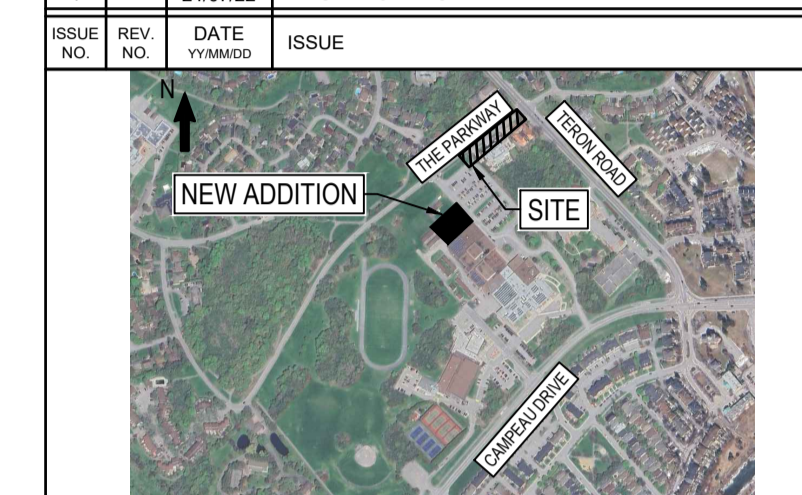 ISSUE NO.
REV. NO.
DATE
YY/MM/DD
ISSUE
N
THE PARKWAY
TERON ROAD
NEW ADDITION
SITE
CAMPEAU DRIVE